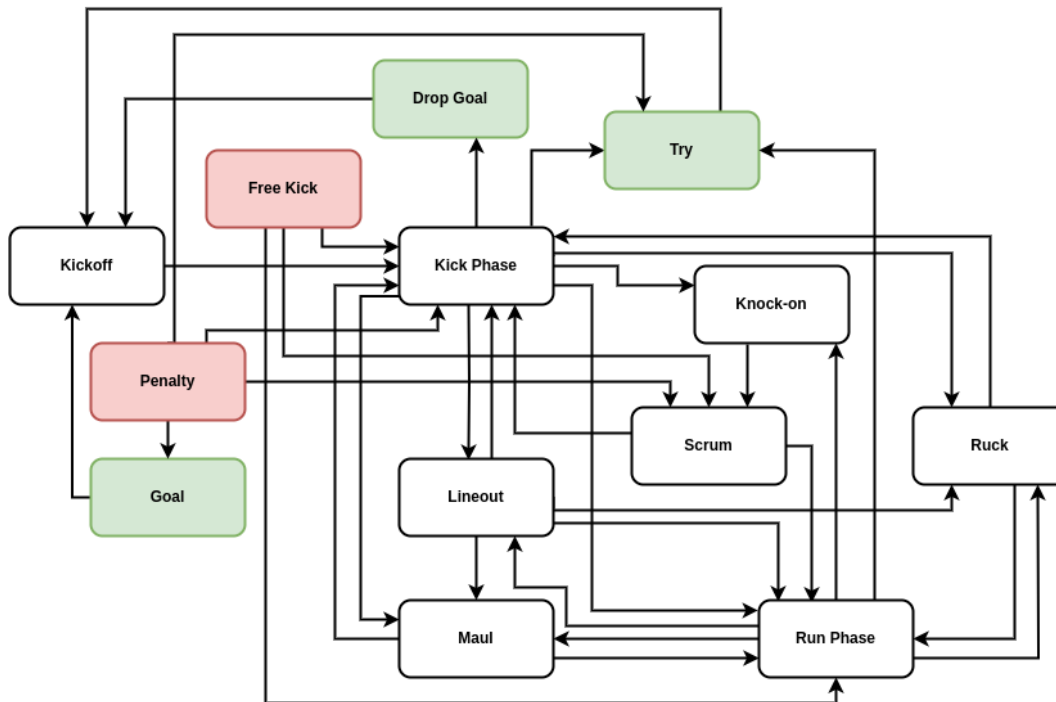 Drop Goal
Try
Free Kick
Kickoff
Kick Phase
Knock-on
Penalty
Scrum
Ruck
Goal
Lineout
Maul
Run Phase